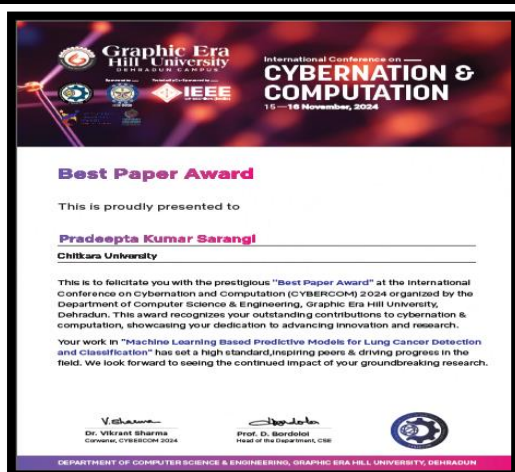 Graphic Era
Hill University
DEHRADUN CAMPUS
International Conference on
CYBERNATION &
COMPUTATION
15—16 November, 2024
IEEE
Best Paper Award
This is proudly presented to
Pradeepta Kumar Sarangi
Chitkara University
This is to felicitate you with the prestigious "Best Paper Award" at the International
Conference on Cybernation and Computation (CYBERCOM) 2024 organized by the
Department of Computer Science & Engineering, Graphic Era Hill University,
Dehradun. This award recognizes your outstanding contributions to cybernation &
computation, showcasing your dedication to advancing innovation and research.
Your work in "Machine Learning Based Predictive Models for Lung Cancer Detection
and Classification" has set a high standard,inspiring peers & driving progress in the
field. We look forward to seeing the continued impact of your groundbreaking research.
V. Sharma
Dr. Vikrant Sharma
Prof. D. Bordoloi
Convener, CYBERCOM 2024
Head of the Department, CSE
DEPARTMENT OF COMPUTER SCIENCE & ENGINEERING, GRAPHIC ERA HILL UNIVERSITY, DEHRADUN